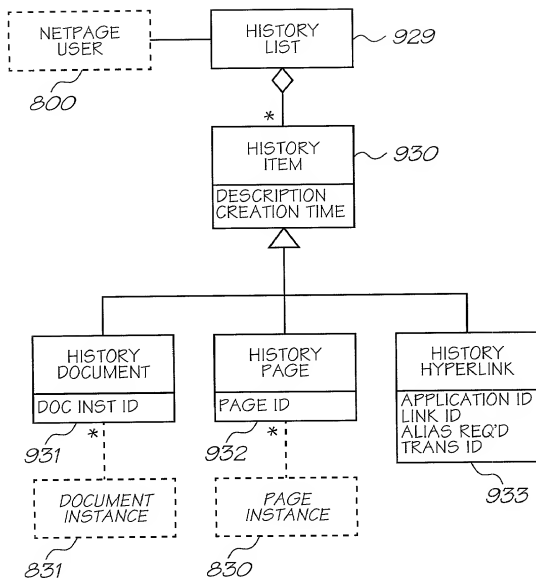 NETPAGE
USER
800
HISTORY
LIST
929
*
HISTORY
ITEM
930
DESCRIPTION
CREATION TIME
HISTORY
DOCUMENT
DOC INST ID
931
*
DOCUMENT
INSTANCE
831
HISTORY
PAGE
PAGE ID
932
*
PAGE
INSTANCE
830
HISTORY
HYPERLINK
APPLICATION ID
LINK ID
ALIAS REQ'D
TRANS ID
933